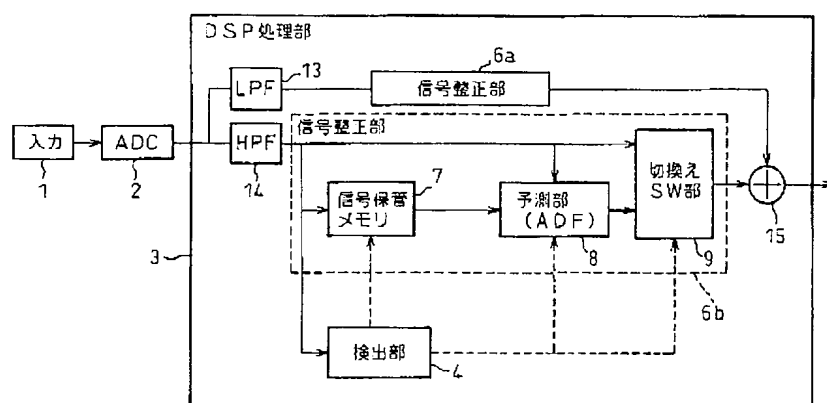 DSP処理部
13
6a
LPF
信号整正部
入力
ADC
HPF
信号整正部
1
2
14
7
信号保管
メモリ
予測部
(ADF)
切換え
SW部
15
3
8
9
6b
検出部
4